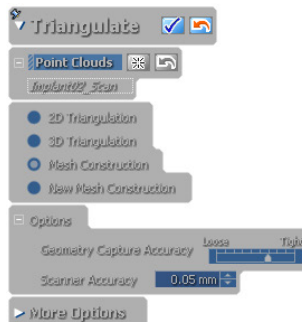 Triangulate
Point Clouds
Implant02_Scan
2D Triangulation
3D Triangulation
Mesh Construction
New Mesh Construction
Options
Loose Tight
Geometry Capture Accuracy
Scanner Accuracy 0.05 mm
More Options